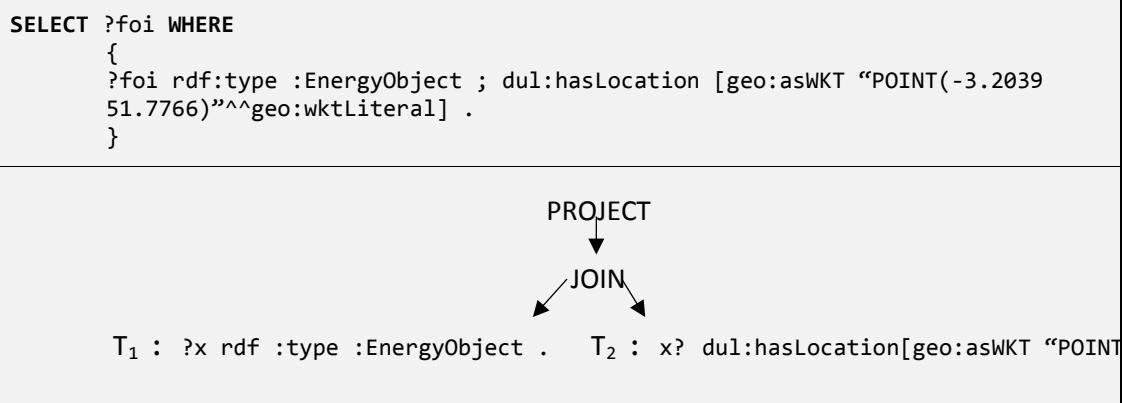 SELECT ?foi WHERE
{
?foi rdf:type :EnergyObject ; dul:hasLocation [geo:asWKT “POINT(-3.2039
51.7766)”^^geo:wktLiteral] .
}
PROJECT
JOIN
T₁ : ?x rdf :type :EnergyObject . T₂ : x? dul:hasLocation[geo:asWKT “POINT